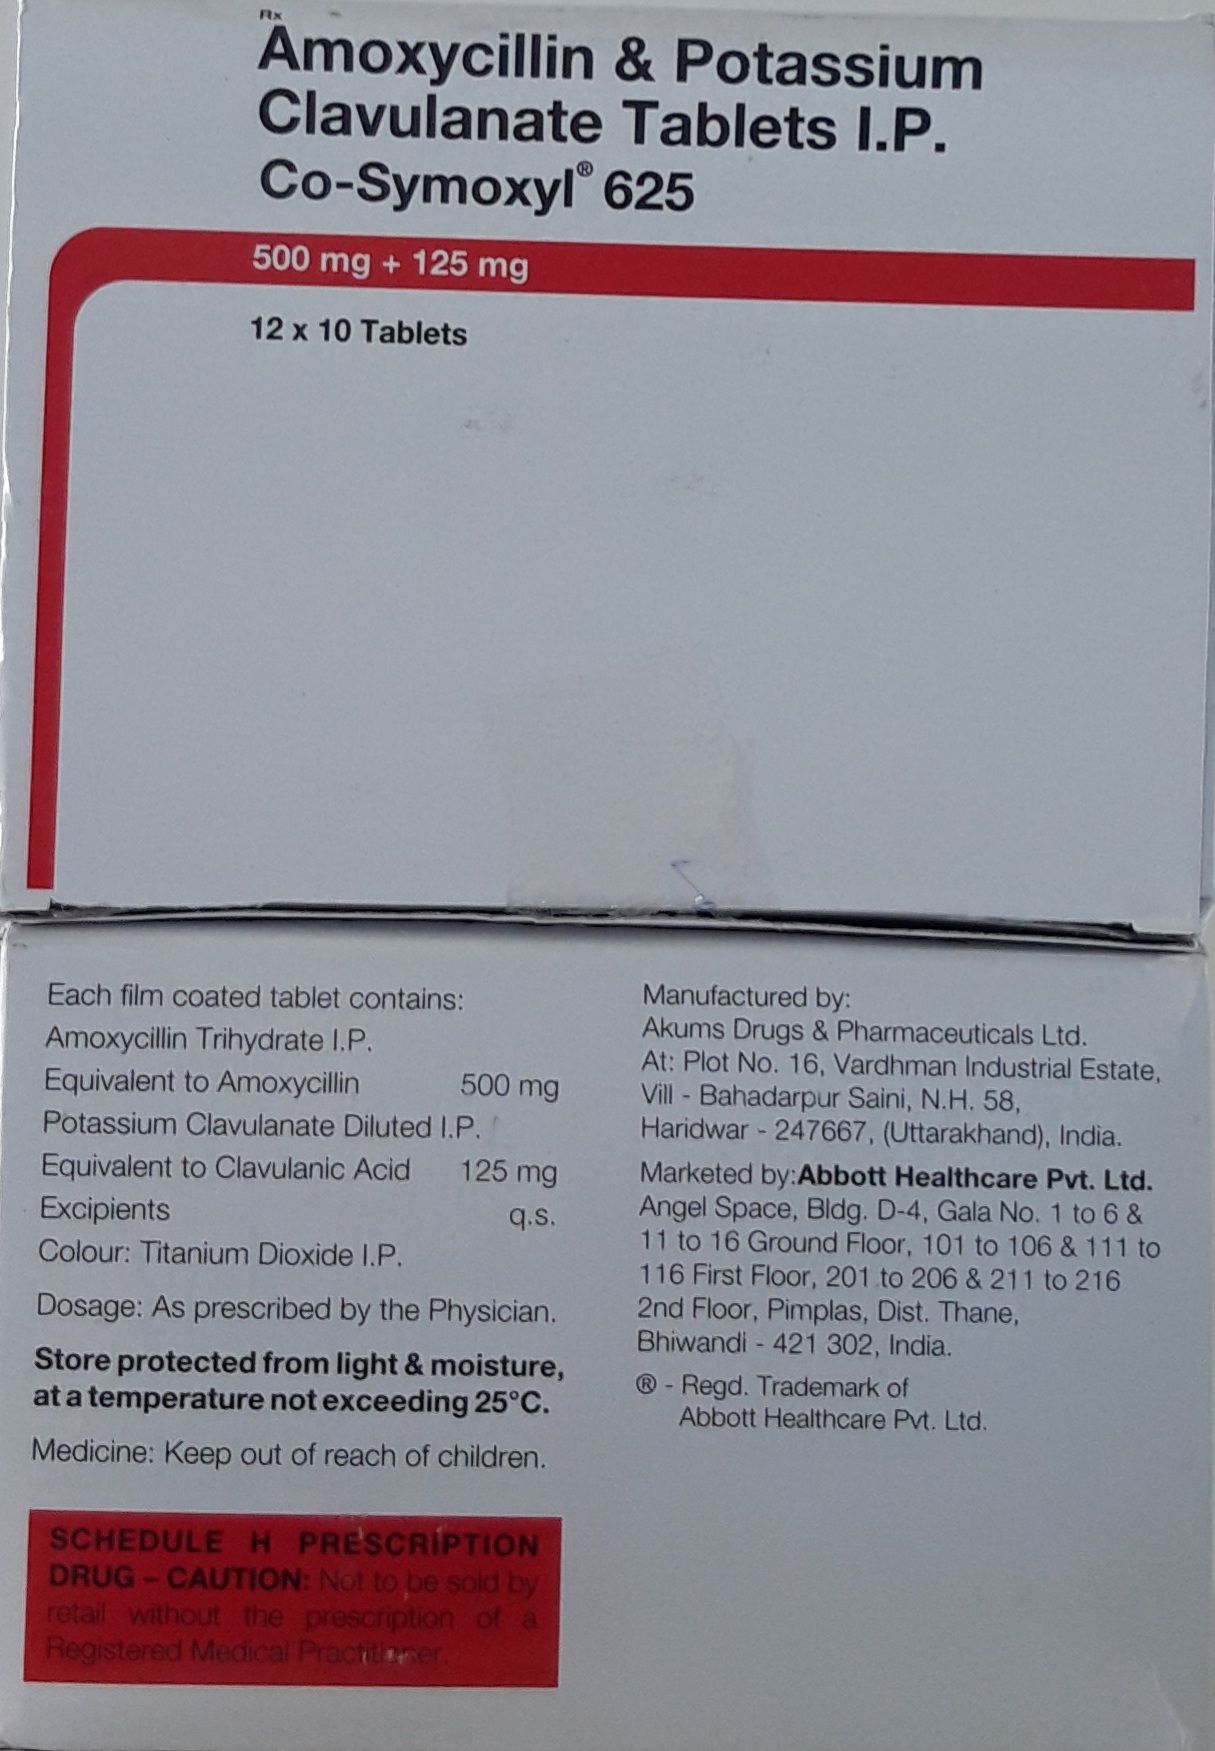 Rx
Amoxycillin & Potassium
Clavulanate Tablets I.P.
Co-Symoxyl® 625
500 mg + 125 mg
12 x 10 Tablets
Each film coated tablet contains:
Amoxycillin Trihydrate I.P.
Equivalent to Amoxycillin 500 mg
Potassium Clavulanate Diluted I.P.
Equivalent to Clavulanic Acid 125 mg
Excipients q.s.
Colour: Titanium Dioxide I.P.
Dosage: As prescribed by the Physician.
Store protected from light & moisture,
at a temperature not exceeding 25°C.
Medicine: Keep out of reach of children.
SCHEDULE H PRESCRIPTION
DRUG – CAUTION: Not to be sold by
retail without the prescription of a
Registered Medical Practitioner.
Manufactured by:
Akums Drugs & Pharmaceuticals Ltd.
At: Plot No. 16, Vardhman Industrial Estate,
Vill - Bahadarpur Saini, N.H. 58,
Haridwar - 247667, (Uttarakhand), India.
Marketed by:Abbott Healthcare Pvt. Ltd.
Angel Space, Bldg. D-4, Gala No. 1 to 6 &
11 to 16 Ground Floor, 101 to 106 & 111 to
116 First Floor, 201 to 206 & 211 to 216
2nd Floor, Pimplas, Dist. Thane,
Bhiwandi - 421 302, India.
® - Regd. Trademark of
Abbott Healthcare Pvt. Ltd.